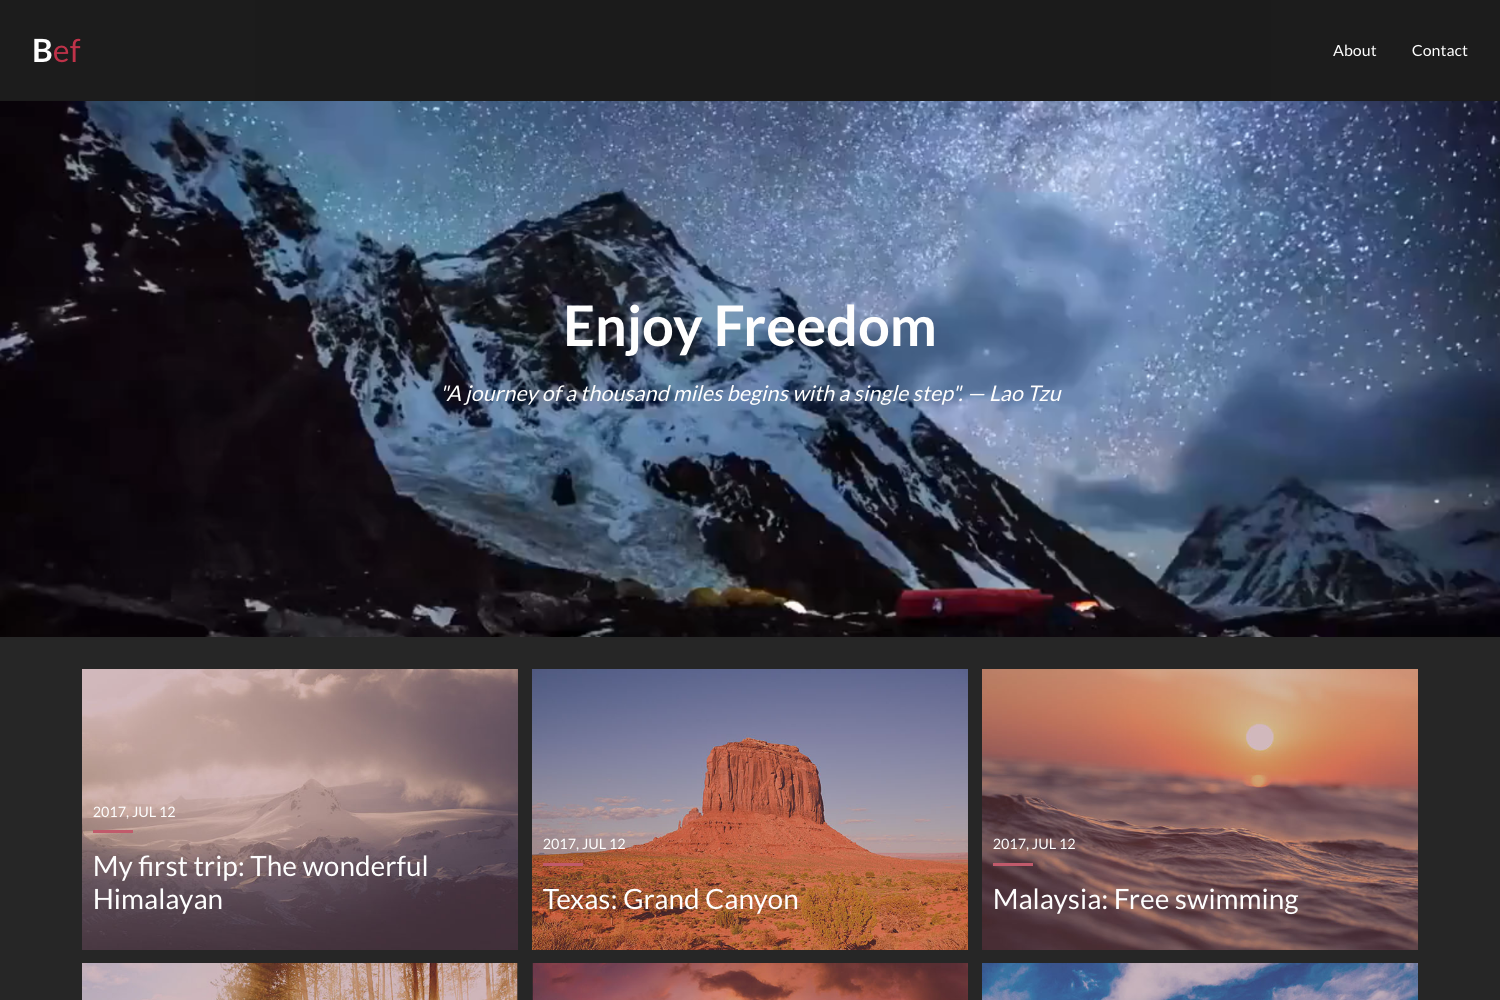 Bef
About Contact
Enjoy Freedom
"A journey of a thousand miles begins with a single step". — Lao Tzu
2017, JUL 12
My first trip: The wonderful
Himalayan
2017, JUL 12
Texas: Grand Canyon
2017, JUL 12
Malaysia: Free swimming